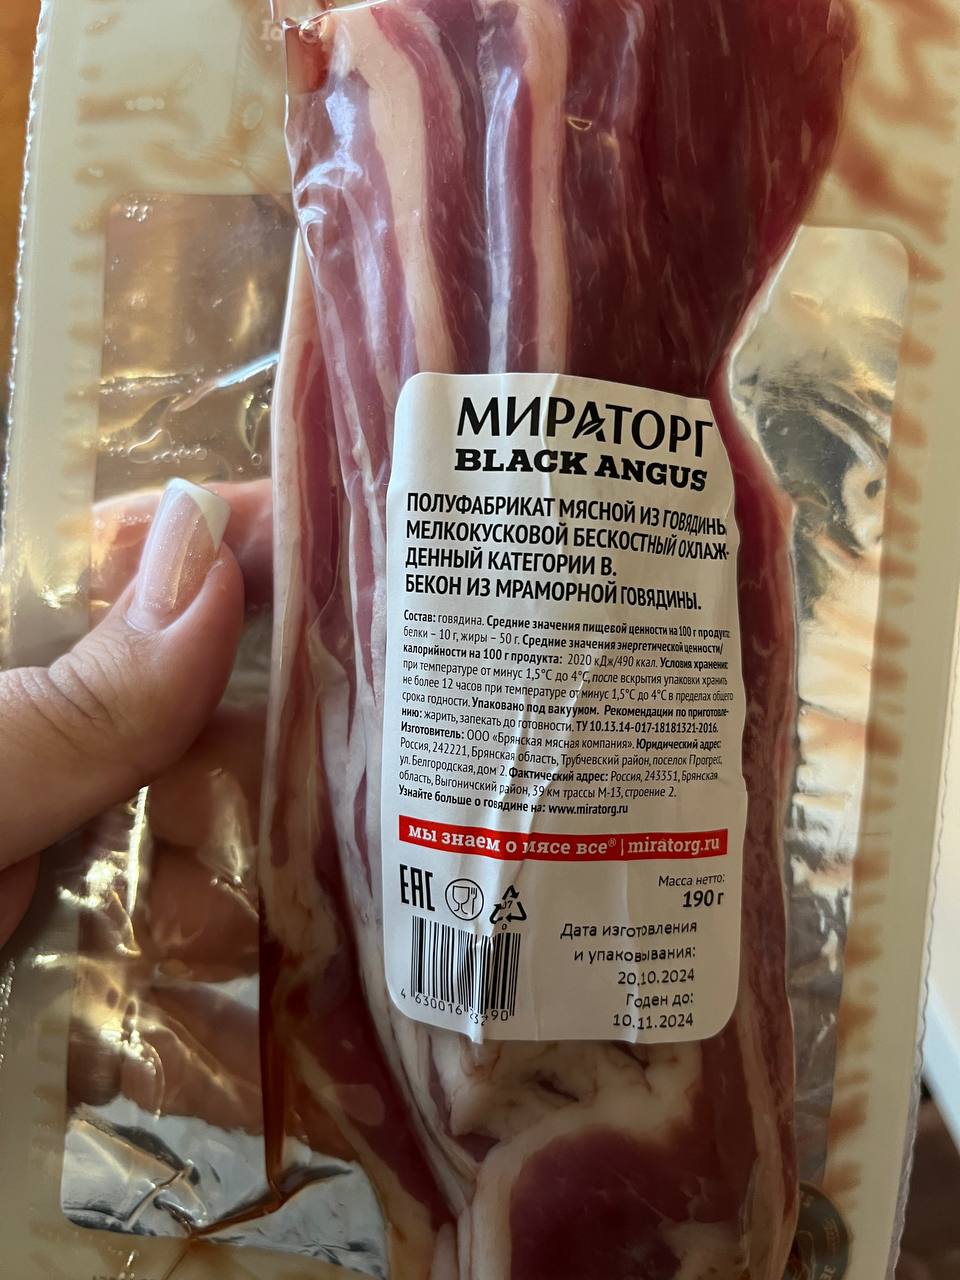 МИРАТОРГ
BLACK ANGUS
ПОЛУФАБРИКАТ МЯСНОЙ ИЗ ГОВЯДИНЫ
МЕЛКОКУСКОВОЙ БЕСКОСТНЫЙ ОХЛАЖ-
ДЕННЫЙ КАТЕГОРИИ В.
БЕКОН ИЗ МРАМОРНОЙ ГОВЯДИНЫ.
Состав: говядина. Средние значения пищевой ценности на 100 г продукта:
белки – 10 г, жиры – 50 г. Средние значения энергетической ценности/
калорийности на 100 г продукта: 2020 кДж/490 ккал. Условия хранения:
при температуре от минус 1,5°С до 4°С, после вскрытия упаковки хранить
не более 12 часов при температуре от минус 1,5°С до 4°С в пределах общего
срока годности. Упаковано под вакуумом. Рекомендации по приготовле-
нию: жарить, запекать до готовности. ТУ 10.13.14-017-18181321-2016.
Изготовитель: ООО «Брянская мясная компания». Юридический адрес:
Россия, 242221, Брянская область, Трубчевский район, поселок Прогресс,
ул. Белгородская, дом 2. Фактический адрес: Россия, 243351, Брянская
область, Выгоничский район, 39 км трассы М-13, строение 2.
Узнайте больше о говядине на: www.miratorg.ru
мы знаем о мясе все® | miratorg.ru
EAC
Масса нетто:
190 г
Дата изготовления
и упаковывания:
20.10.2024
Годен до:
10.11.2024